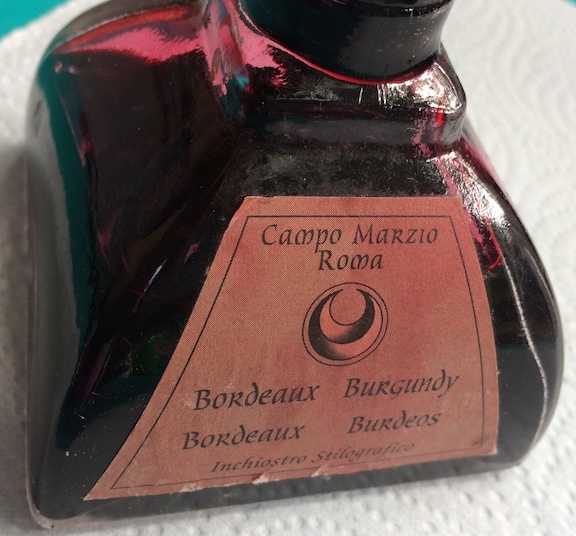 Campo Marzio
Roma
Bordeaux Burgundy
Bordeaux Burdeos
Inchiostro Stilografico